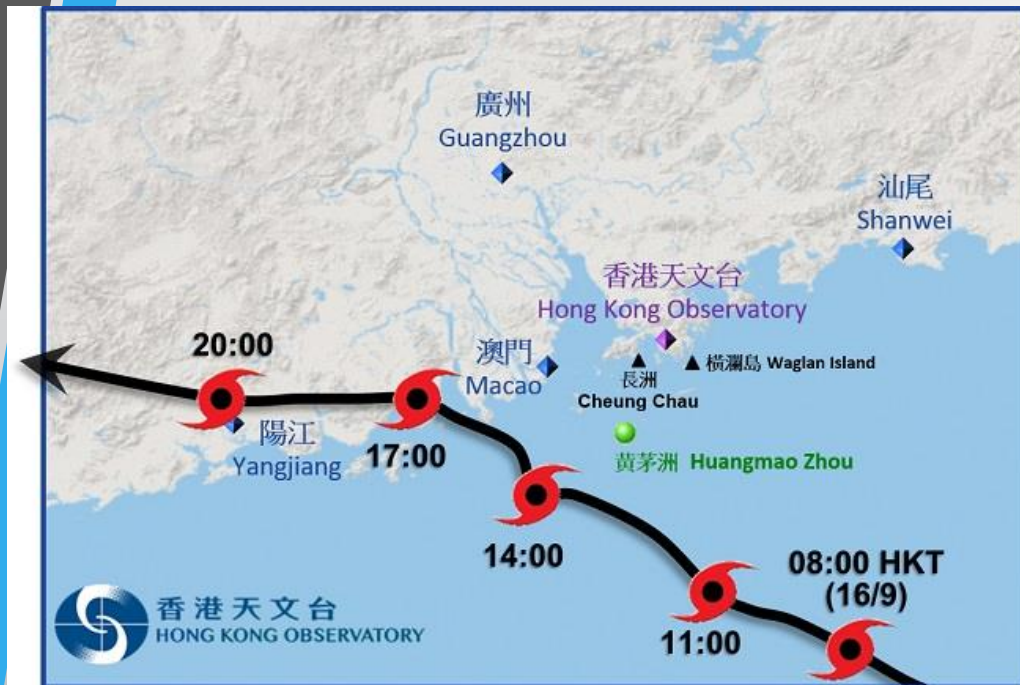 廣州
Guangzhou
汕尾
Shanwei
香港天文台
Hong Kong Observatory
20:00
澳門
Macao
橫瀾島 Waglan Island
長洲
Cheung Chau
陽江
Yangjiang
17:00
黃茅洲 Huangmao Zhou
14:00
08:00 HKT
(16/9)
11:00
香港天文台
HONG KONG OBSERVATORY